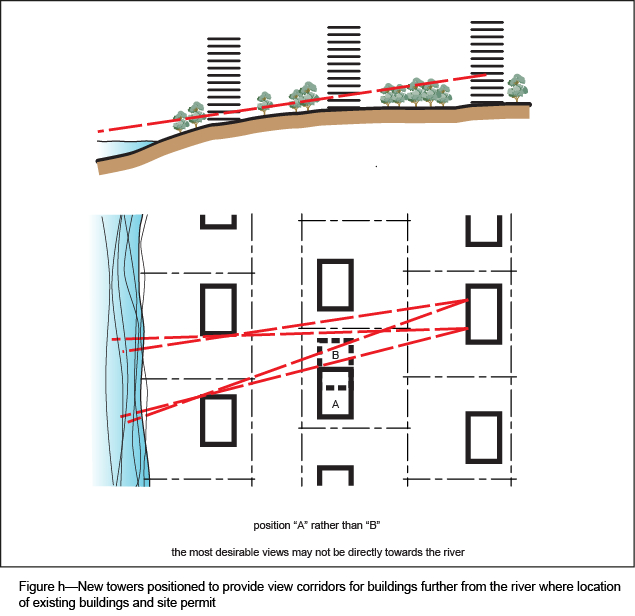 B
A
position “A” rather than “B”
the most desirable views may not be directly towards the river
Figure h—New towers positioned to provide view corridors for buildings further from the river where location
of existing buildings and site permit